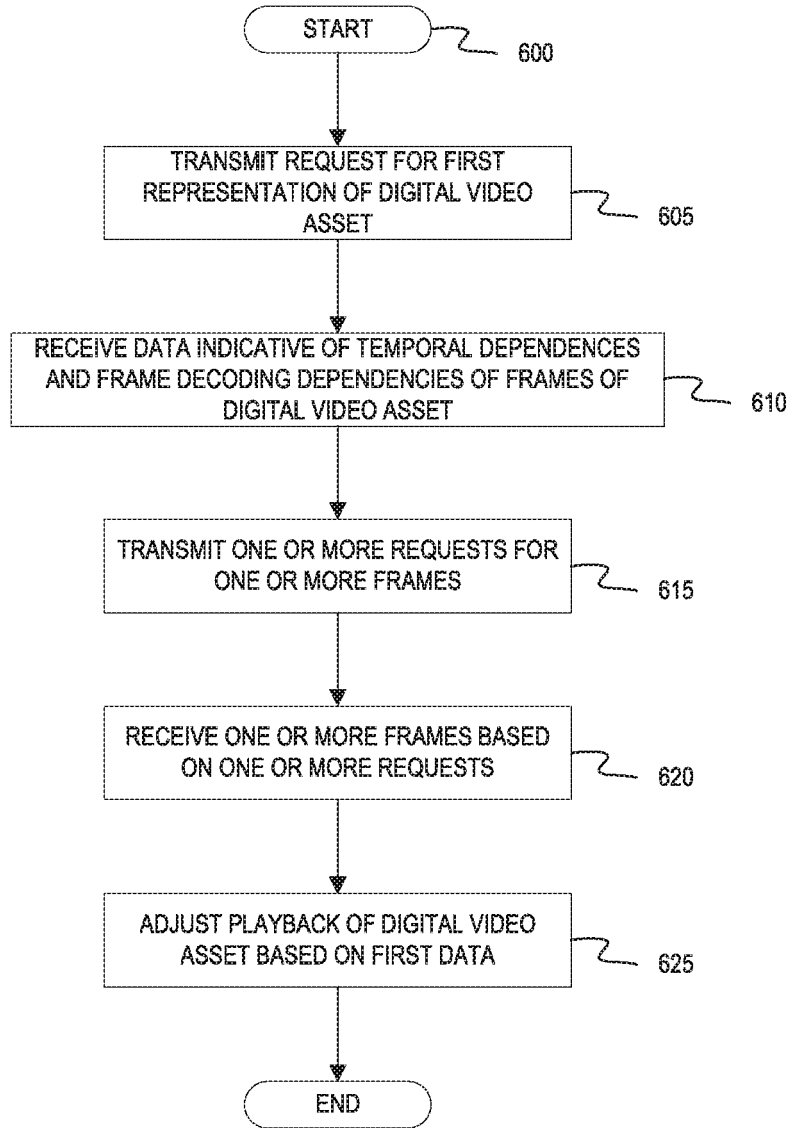 START
600
TRANSMIT REQUEST FOR FIRST
REPRESENTATION OF DIGITAL VIDEO
ASSET
605
RECEIVE DATA INDICATIVE OF TEMPORAL DEPENDENCES
AND FRAME DECODING DEPENDENCIES OF FRAMES OF
DIGITAL VIDEO ASSET
610
TRANSMIT ONE OR MORE REQUESTS FOR
ONE OR MORE FRAMES
615
RECEIVE ONE OR MORE FRAMES BASED
ON ONE OR MORE REQUESTS
620
ADJUST PLAYBACK OF DIGITAL VIDEO
ASSET BASED ON FIRST DATA
625
END